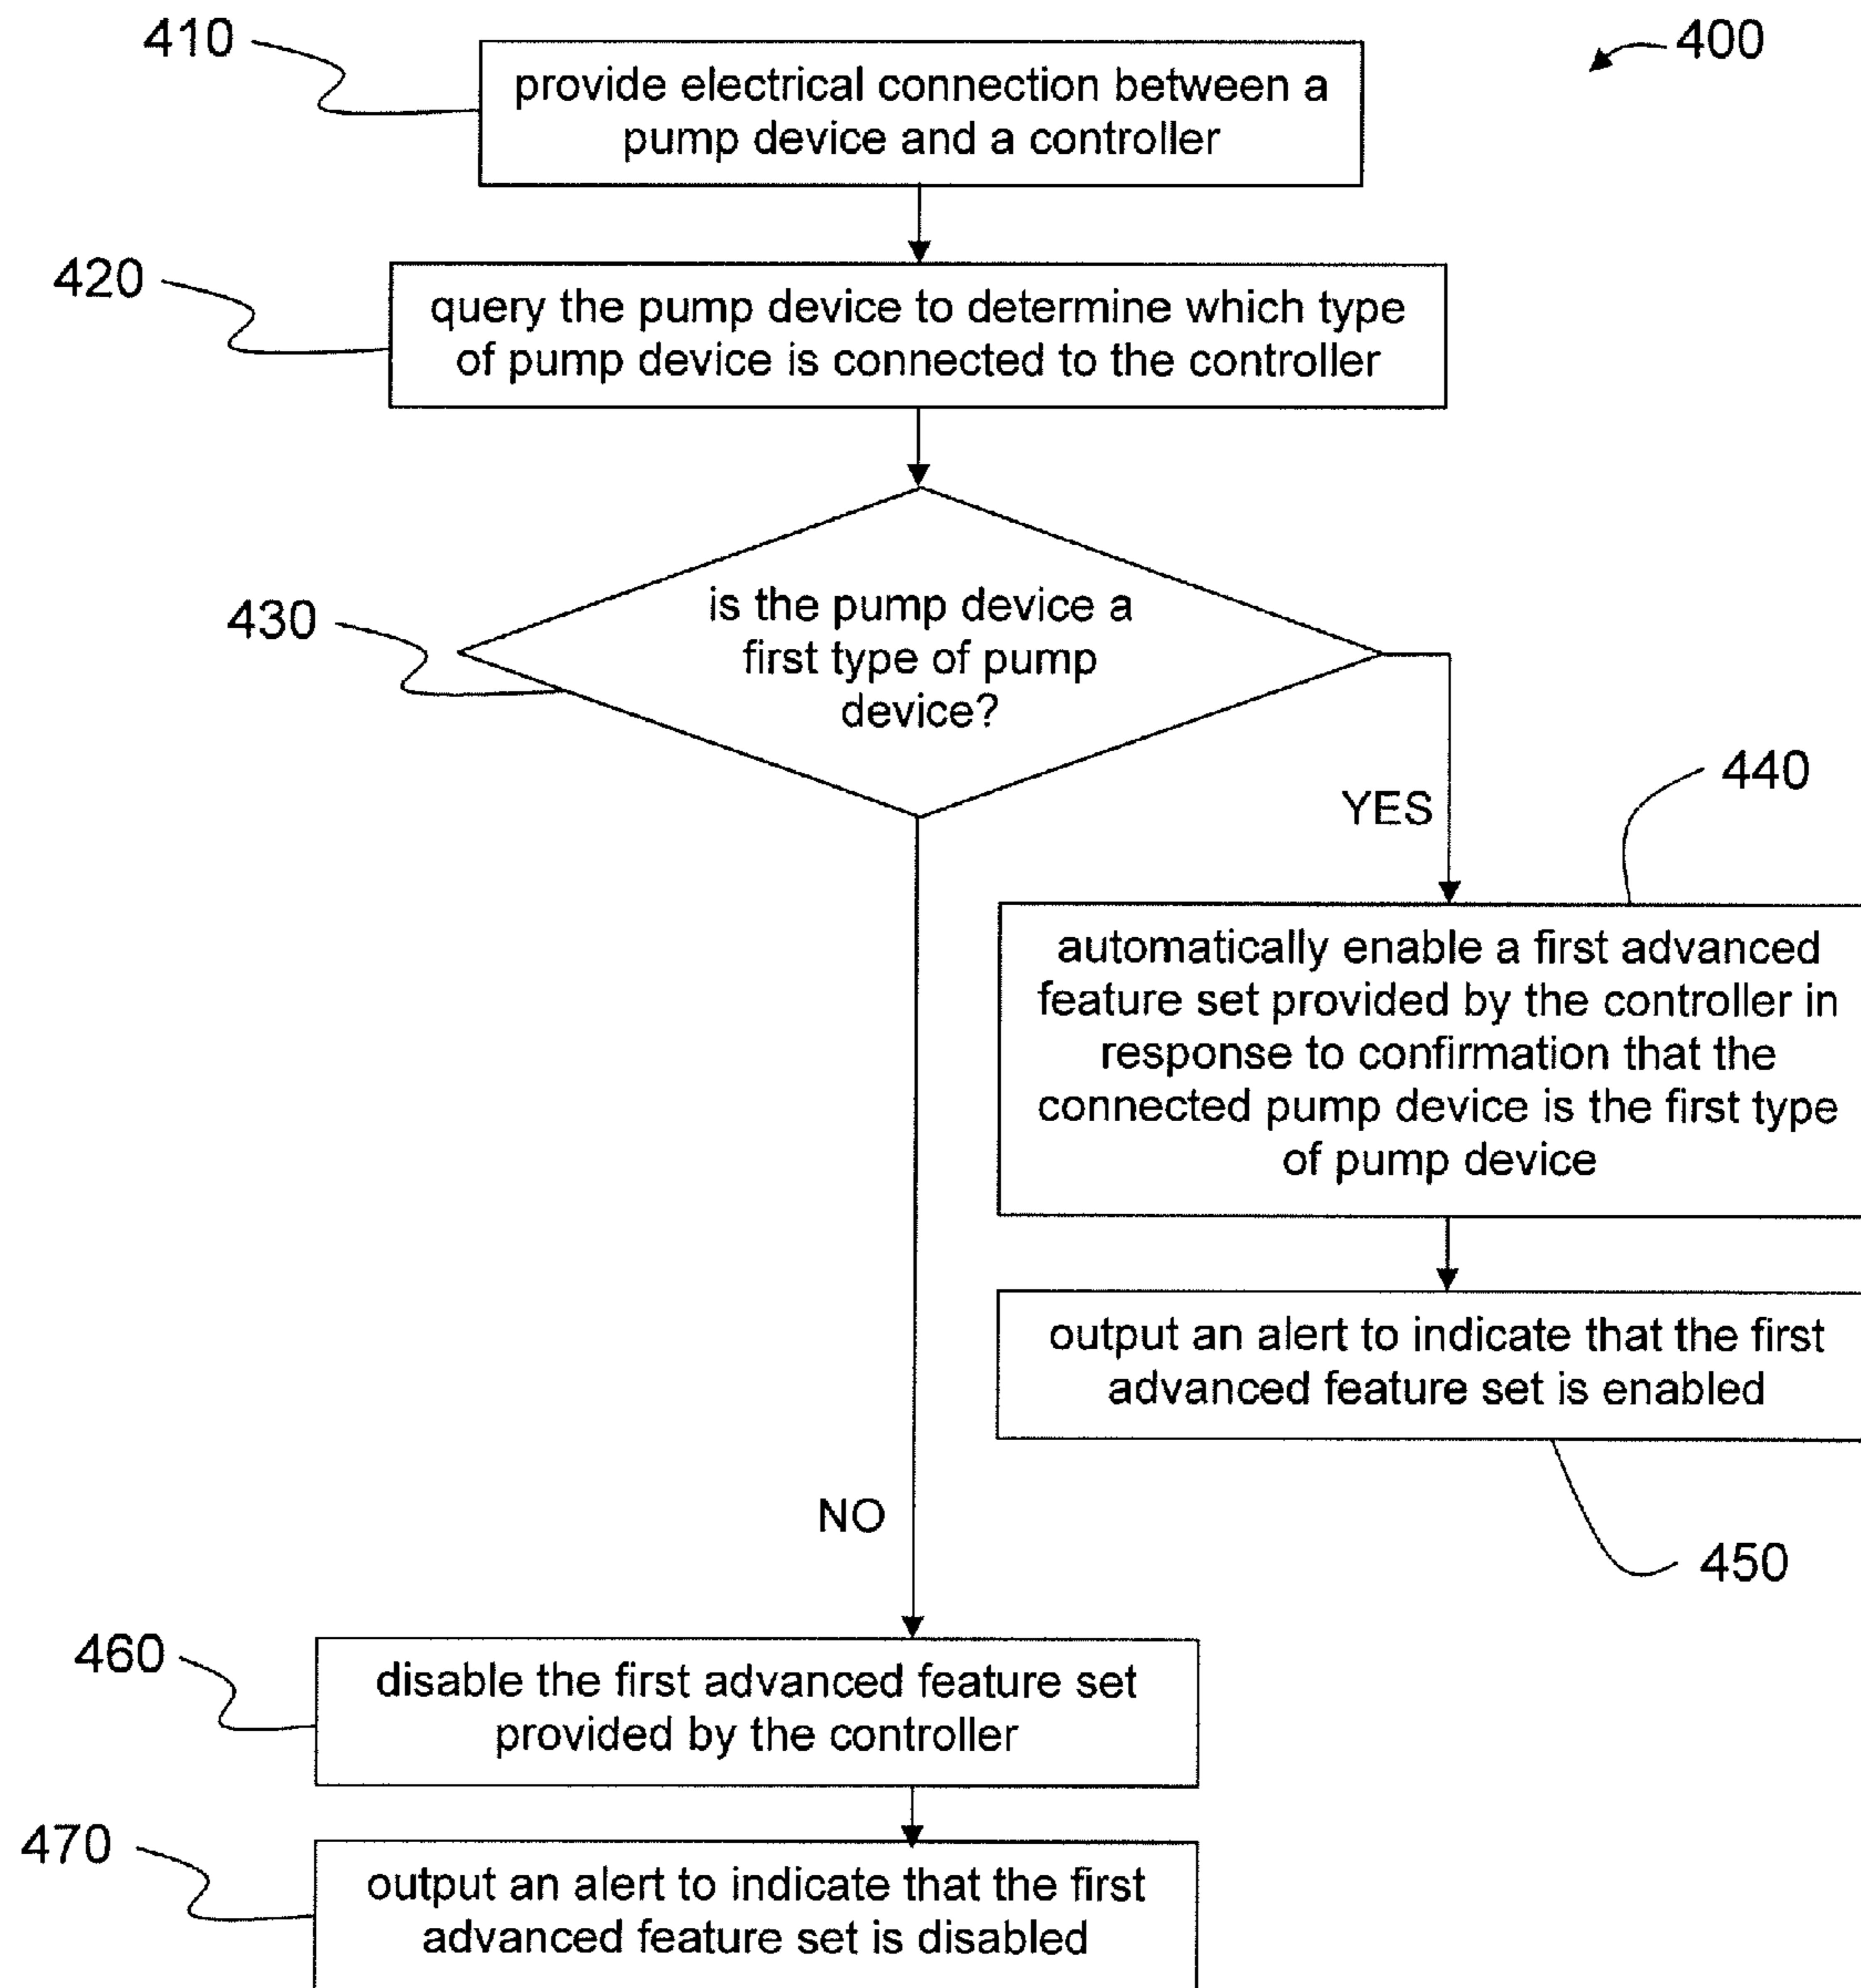 410
400
provide electrical connection between a
pump device and a controller
420
query the pump device to determine which type
of pump device is connected to the controller
430
is the pump device a
first type of pump
device?
YES
440
automatically enable a first advanced
feature set provided by the controller in
response to confirmation that the
connected pump device is the first type
of pump device
output an alert to indicate that the first
advanced feature set is enabled
450
NO
460
disable the first advanced feature set
provided by the controller
470
output an alert to indicate that the first
advanced feature set is disabled